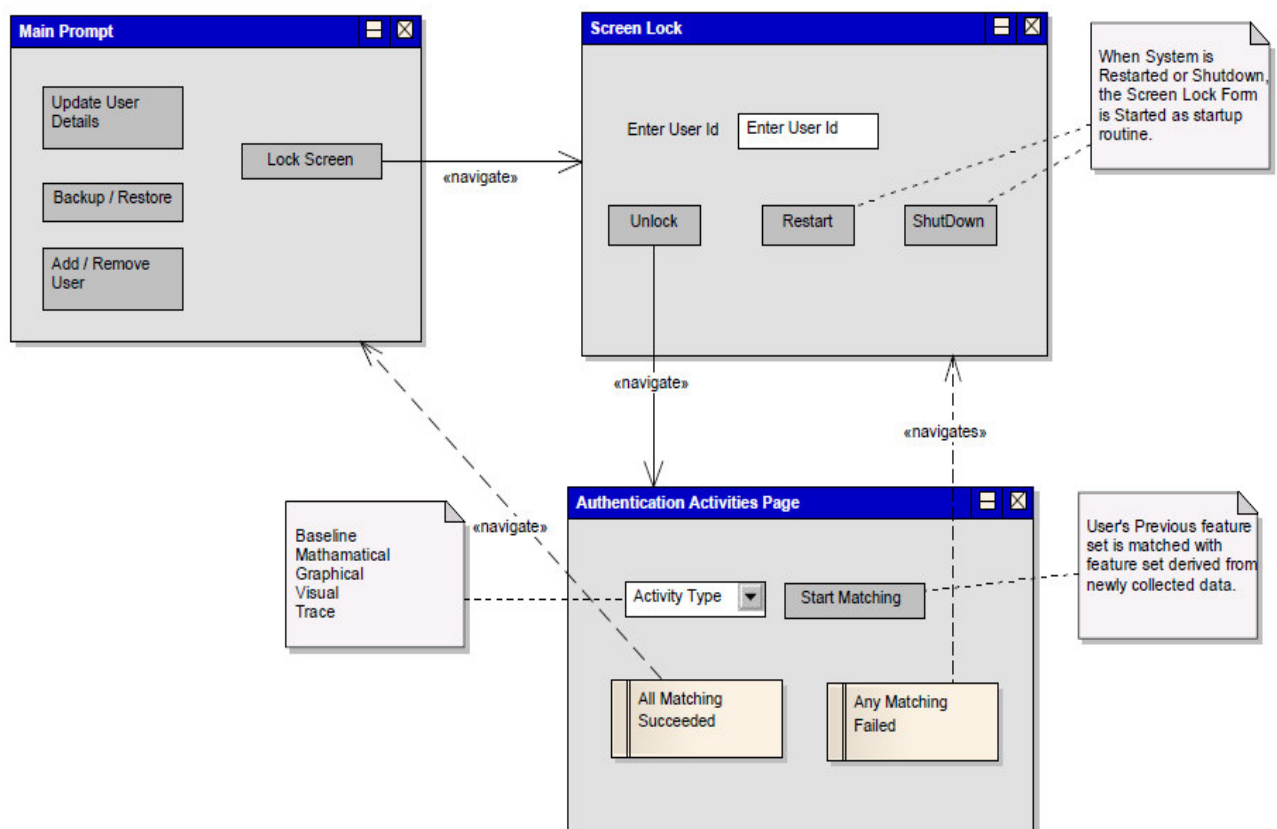 Main Prompt
Update User
Details
Lock Screen
Backup / Restore
Add / Remove
User
«navigate»
Screen Lock
Enter User Id
Enter User Id
Unlock
Restart
ShutDown
When System is
Restarted or Shutdown,
the Screen Lock Form
is Started as startup
routine.
«navigate»
«navigates»
«navigate»
Baseline
Mathamatical
Graphical
Visual
Trace
Authentication Activities Page
Activity Type
Start Matching
All Matching
Succeeded
Any Matching
Failed
User's Previous feature
set is matched with
feature set derived from
newly collected data.